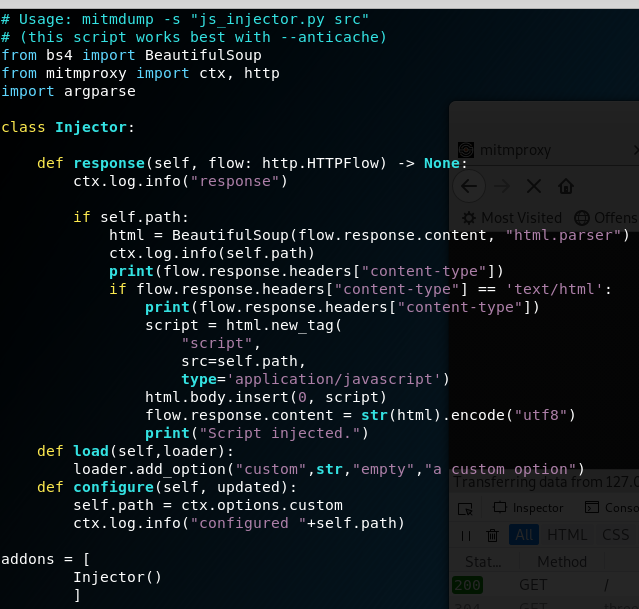 # Usage: mitmdump -s "js_injector.py src"
# (this script works best with --anticache)
from bs4 import BeautifulSoup
from mitmproxy import ctx, http
import argparse

class Injector:

    def response(self, flow: http.HTTPFlow) -> None:
        ctx.log.info("response")

        if self.path:
            html = BeautifulSoup(flow.response.content, "html.parser")
            ctx.log.info(self.path)
            print(flow.response.headers["content-type"])
            if flow.response.headers["content-type"] == 'text/html':
                print(flow.response.headers["content-type"])
                script = html.new_tag(
                    "script",
                    src=self.path,
                    type='application/javascript')
                html.body.insert(0, script)
                flow.response.content = str(html).encode("utf8")
                print("Script injected.")
    def load(self,loader):
        loader.add_option("custom",str,"empty","a custom option")
    def configure(self, updated):
        self.path = ctx.options.custom
        ctx.log.info("configured "+self.path)

addons = [
        Injector()
        ]
mitmproxy
Most Visited Offens
Transferring data from 127.0
Inspector Conso
All HTML CSS
Stat... Method
200 GET /
304 GET